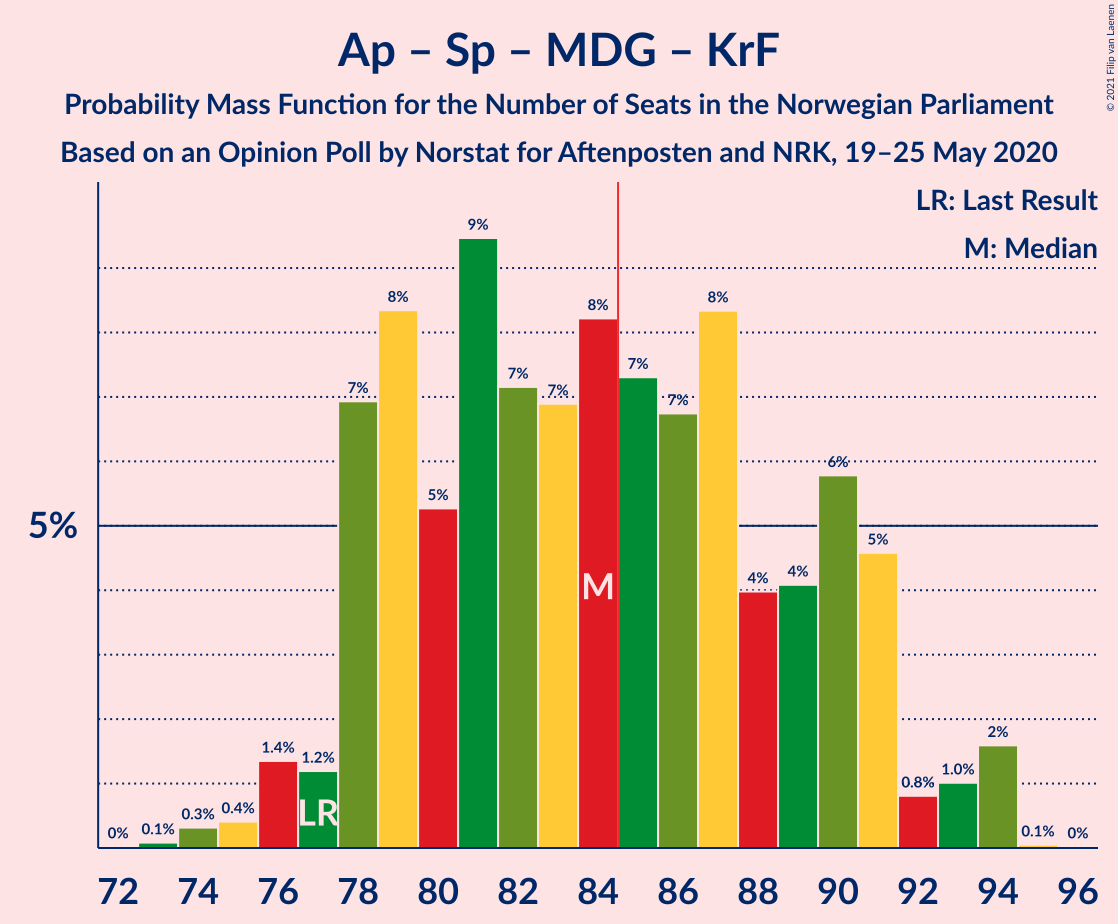 Ap – Sp – MDG – KrF
Probability Mass Function for the Number of Seats in the Norwegian Parliament
Based on an Opinion Poll by Norstat for Aftenposten and NRK, 19–25 May 2020
© 2021 Filip van Laenen
LR: Last Result
M: Median
5%
0%
0.1%
0.3%
0.4%
1.4%
1.2%
7%
8%
5%
9%
7%
7%
8%
7%
7%
8%
4%
4%
6%
5%
0.8%
1.0%
2%
0.1%
0%
LR
M
72 74 76 78 80 82 84 86 88 90 92 94 96